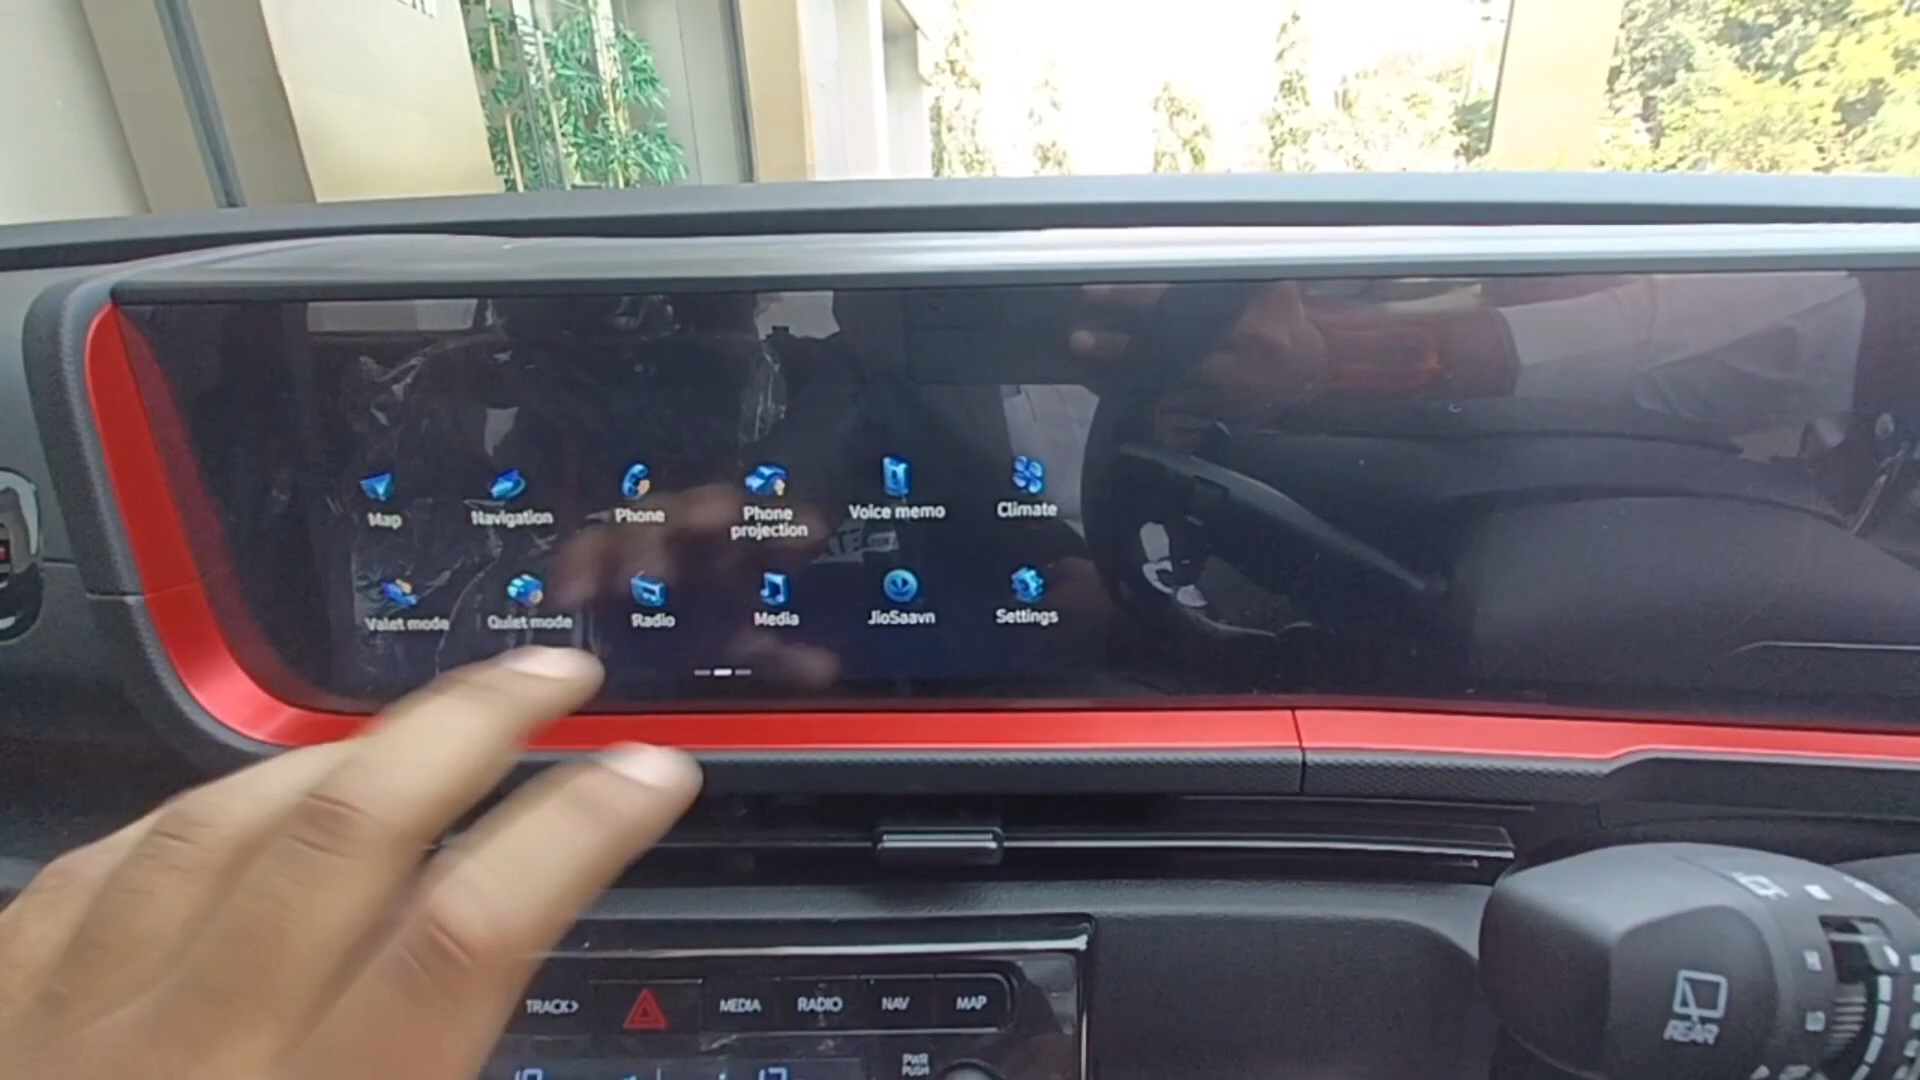 Map
Navigation
Phone
Phone
projection
Voice memo
Climate
Valet mode
Quiet mode
Radio
Media
JioSaavn
Settings
TRACK>
MEDIA
RADIO
NAV
MAP
PWR
PUSH
REAR